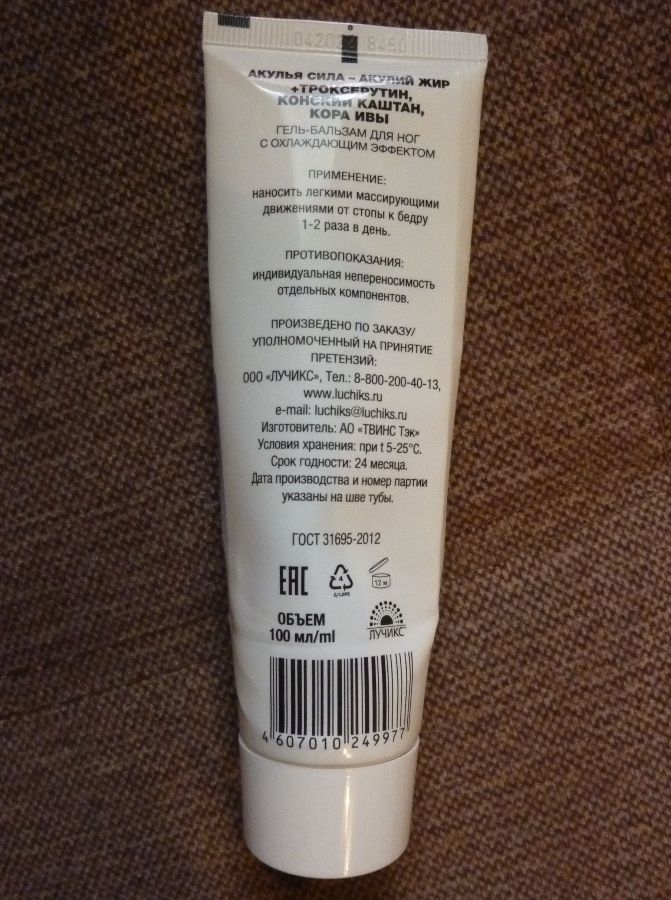 8450
АКУЛЬЯ СИЛА – АКУЛИЙ ЖИР
+ТРОКСЕРУТИН,
КОНСКИЙ КАШТАН,
КОРА ИВЫ
ГЕЛЬ-БАЛЬЗАМ ДЛЯ НОГ
С ОХЛАЖДАЮЩИМ ЭФФЕКТОМ
ПРИМЕНЕНИЕ:
наносить легкими массирующими
движениями от стопы к бедру
1-2 раза в день.
ПРОТИВОПОКАЗАНИЯ:
индивидуальная непереносимость
отдельных компонентов.
ПРОИЗВЕДЕНО ПО ЗАКАЗУ/
УПОЛНОМОЧЕННЫЙ НА ПРИНЯТИЕ
ПРЕТЕНЗИЙ:
ООО «ЛУЧИКС», Тел.: 8-800-200-40-13,
www.luchiks.ru
e-mail: luchiks@luchiks.ru
Изготовитель: АО «ТВИНС Тэк»
Условия хранения: при t 5-25°С.
Срок годности: 24 месяца.
Дата производства и номер партии
указаны на шве тубы.
ГОСТ 31695-2012
EAC
4
C/LDPE
12 м
ОБЪЕМ
100 мл/ml
ЛУЧИКС
4 607010 249977